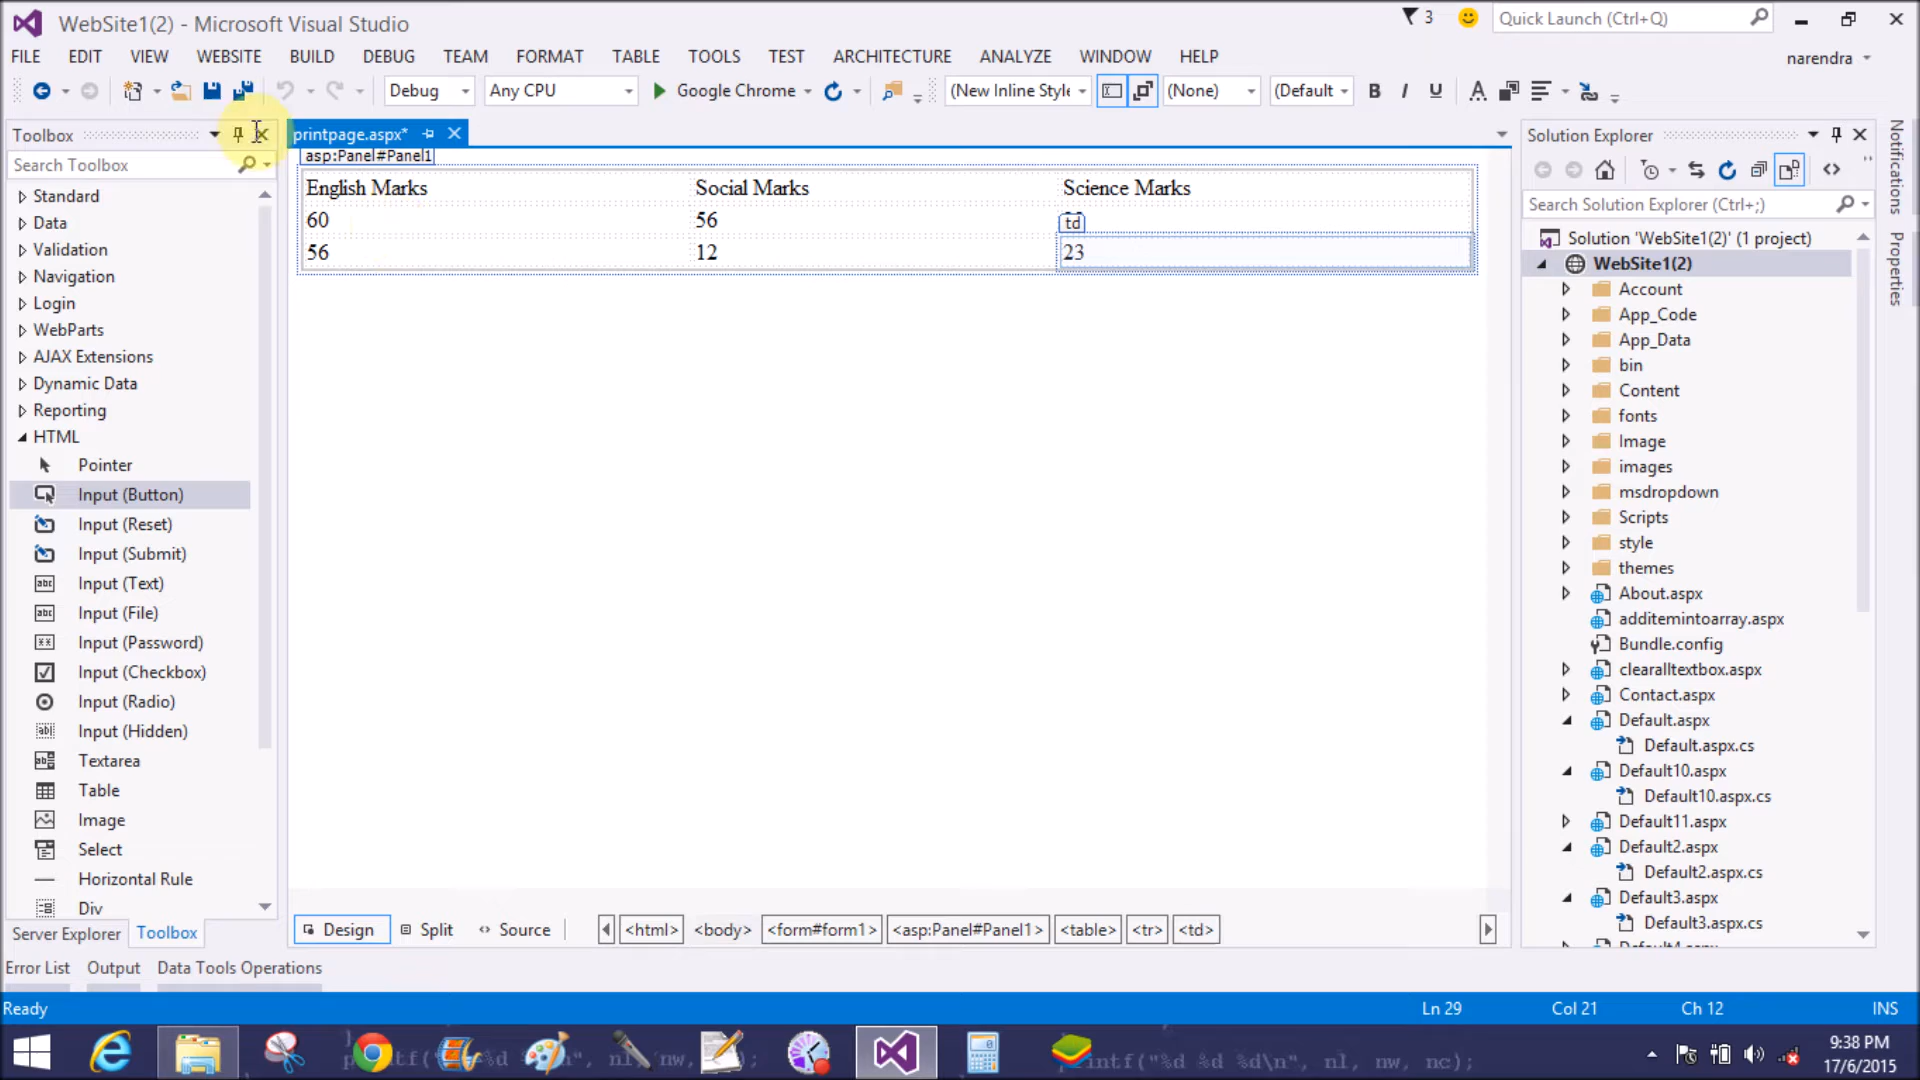 WebSite1(2) - Microsoft Visual Studio
3
Quick Launch (Ctrl+Q)
FILE EDIT VIEW WEBSITE BUILD DEBUG TEAM FORMAT TABLE TOOLS TEST ARCHITECTURE ANALYZE WINDOW HELP
narendra
Debug
Any CPU
Google Chrome
(New Inline Style
(None)
(Default
B I U A
Toolbox
Search Toolbox
Standard
Data
Validation
Navigation
Login
WebParts
AJAX Extensions
Dynamic Data
Reporting
HTML
Pointer
Input (Button)
Input (Reset)
Input (Submit)
Input (Text)
Input (File)
Input (Password)
Input (Checkbox)
Input (Radio)
Input (Hidden)
Textarea
Table
Image
Select
Horizontal Rule
Div
Server Explorer
Toolbox
printpage.aspx*
asp:Panel#Panel1
English Marks Social Marks Science Marks
60 56
td
56 12 23
Design
Split
Source
<html> <body> <form#form1> <asp:Panel#Panel1> <table> <tr> <td>
Solution Explorer
Search Solution Explorer (Ctrl+;)
Solution 'WebSite1(2)' (1 project)
WebSite1(2)
Account
App_Code
App_Data
bin
Content
fonts
Image
images
msdropdown
Scripts
style
themes
About.aspx
additemintoarray.aspx
Bundle.config
clearalltextbox.aspx
Contact.aspx
Default.aspx
Default.aspx.cs
Default10.aspx
Default10.aspx.cs
Default11.aspx
Default2.aspx
Default2.aspx.cs
Default3.aspx
Default3.aspx.cs
Notifications
Properties
Error List Output Data Tools Operations
Ready
Ln 29 Col 21 Ch 12 INS
printf("%d %d %d\n", nl, nw, nc);
9:38 PM
17/6/2015